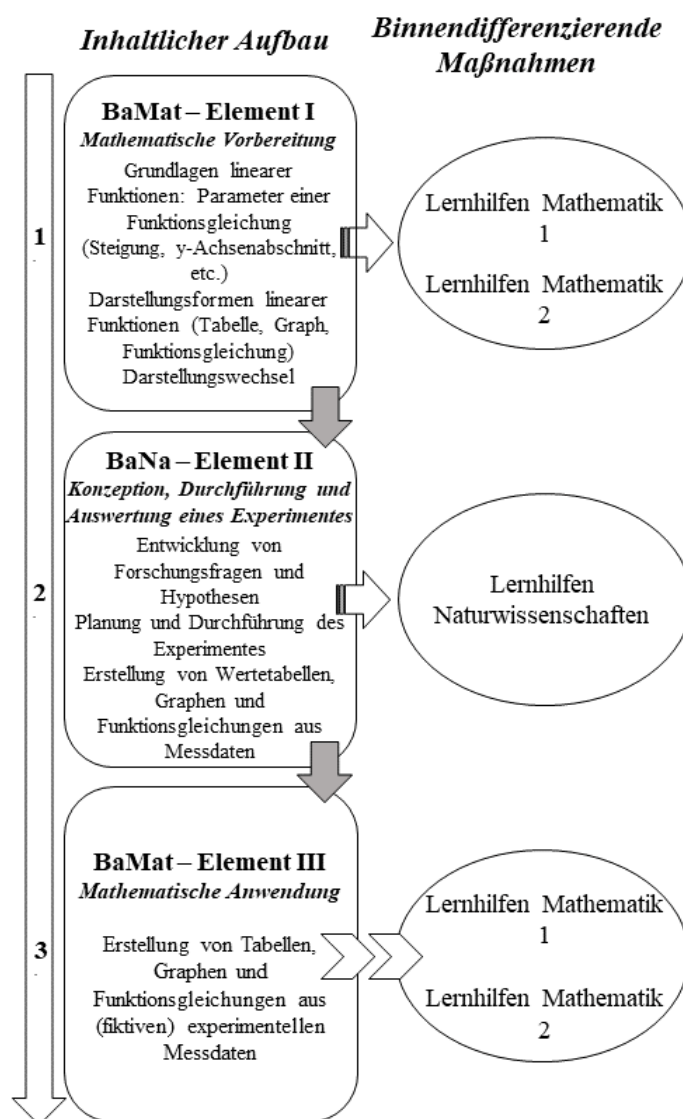 Inhaltlicher Aufbau
Binnendifferenzierende
Maßnahmen
1
BaMat – Element I
Mathematische Vorbereitung
Grundlagen linearer
Funktionen: Parameter einer
Funktionsgleichung
(Steigung, y-Achsenabschnitt,
etc.)
Darstellungsformen linearer
Funktionen (Tabelle, Graph,
Funktionsgleichung)
Darstellungswechsel
Lernhilfen Mathematik
1
Lernhilfen Mathematik
2
2
BaNa – Element II
Konzeption, Durchführung und
Auswertung eines Experimentes
Entwicklung von
Forschungsfragen und
Hypothesen
Planung und Durchführung des
Experimentes
Erstellung von Wertetabellen,
Graphen und
Funktionsgleichungen aus
Messdaten
Lernhilfen
Naturwissenschaften
3
BaMat – Element III
Mathematische Anwendung
Erstellung von Tabellen,
Graphen und
Funktionsgleichungen aus
(fiktiven) experimentellen
Messdaten
Lernhilfen Mathematik
1
Lernhilfen Mathematik
2